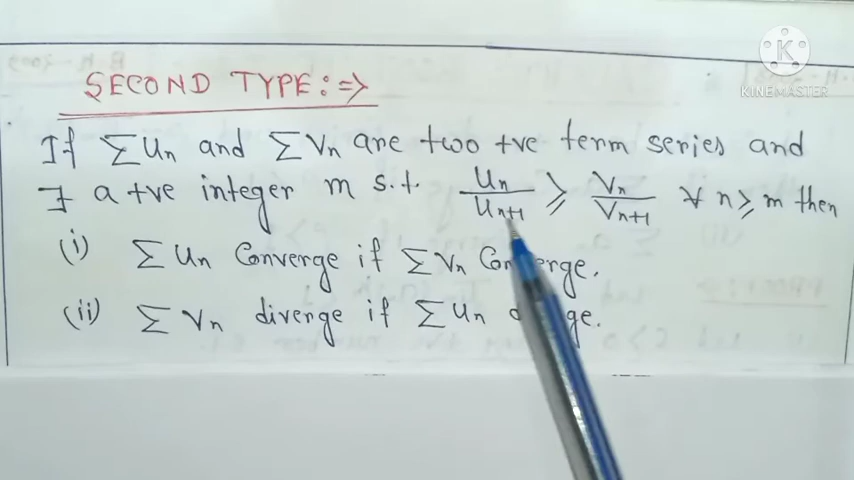 K
KINEMASTER
SECOND TYPE:⇒
If ∑ Un and ∑ Vn are two +ve term series and
∃ a +ve integer m s.t. Un/Un+1 ≥ Vn/Vn+1 ∀ n ≥ m then
(i) ∑ Un Converge if ∑ Vn Converge.
(ii) ∑ Vn diverge if ∑ Un